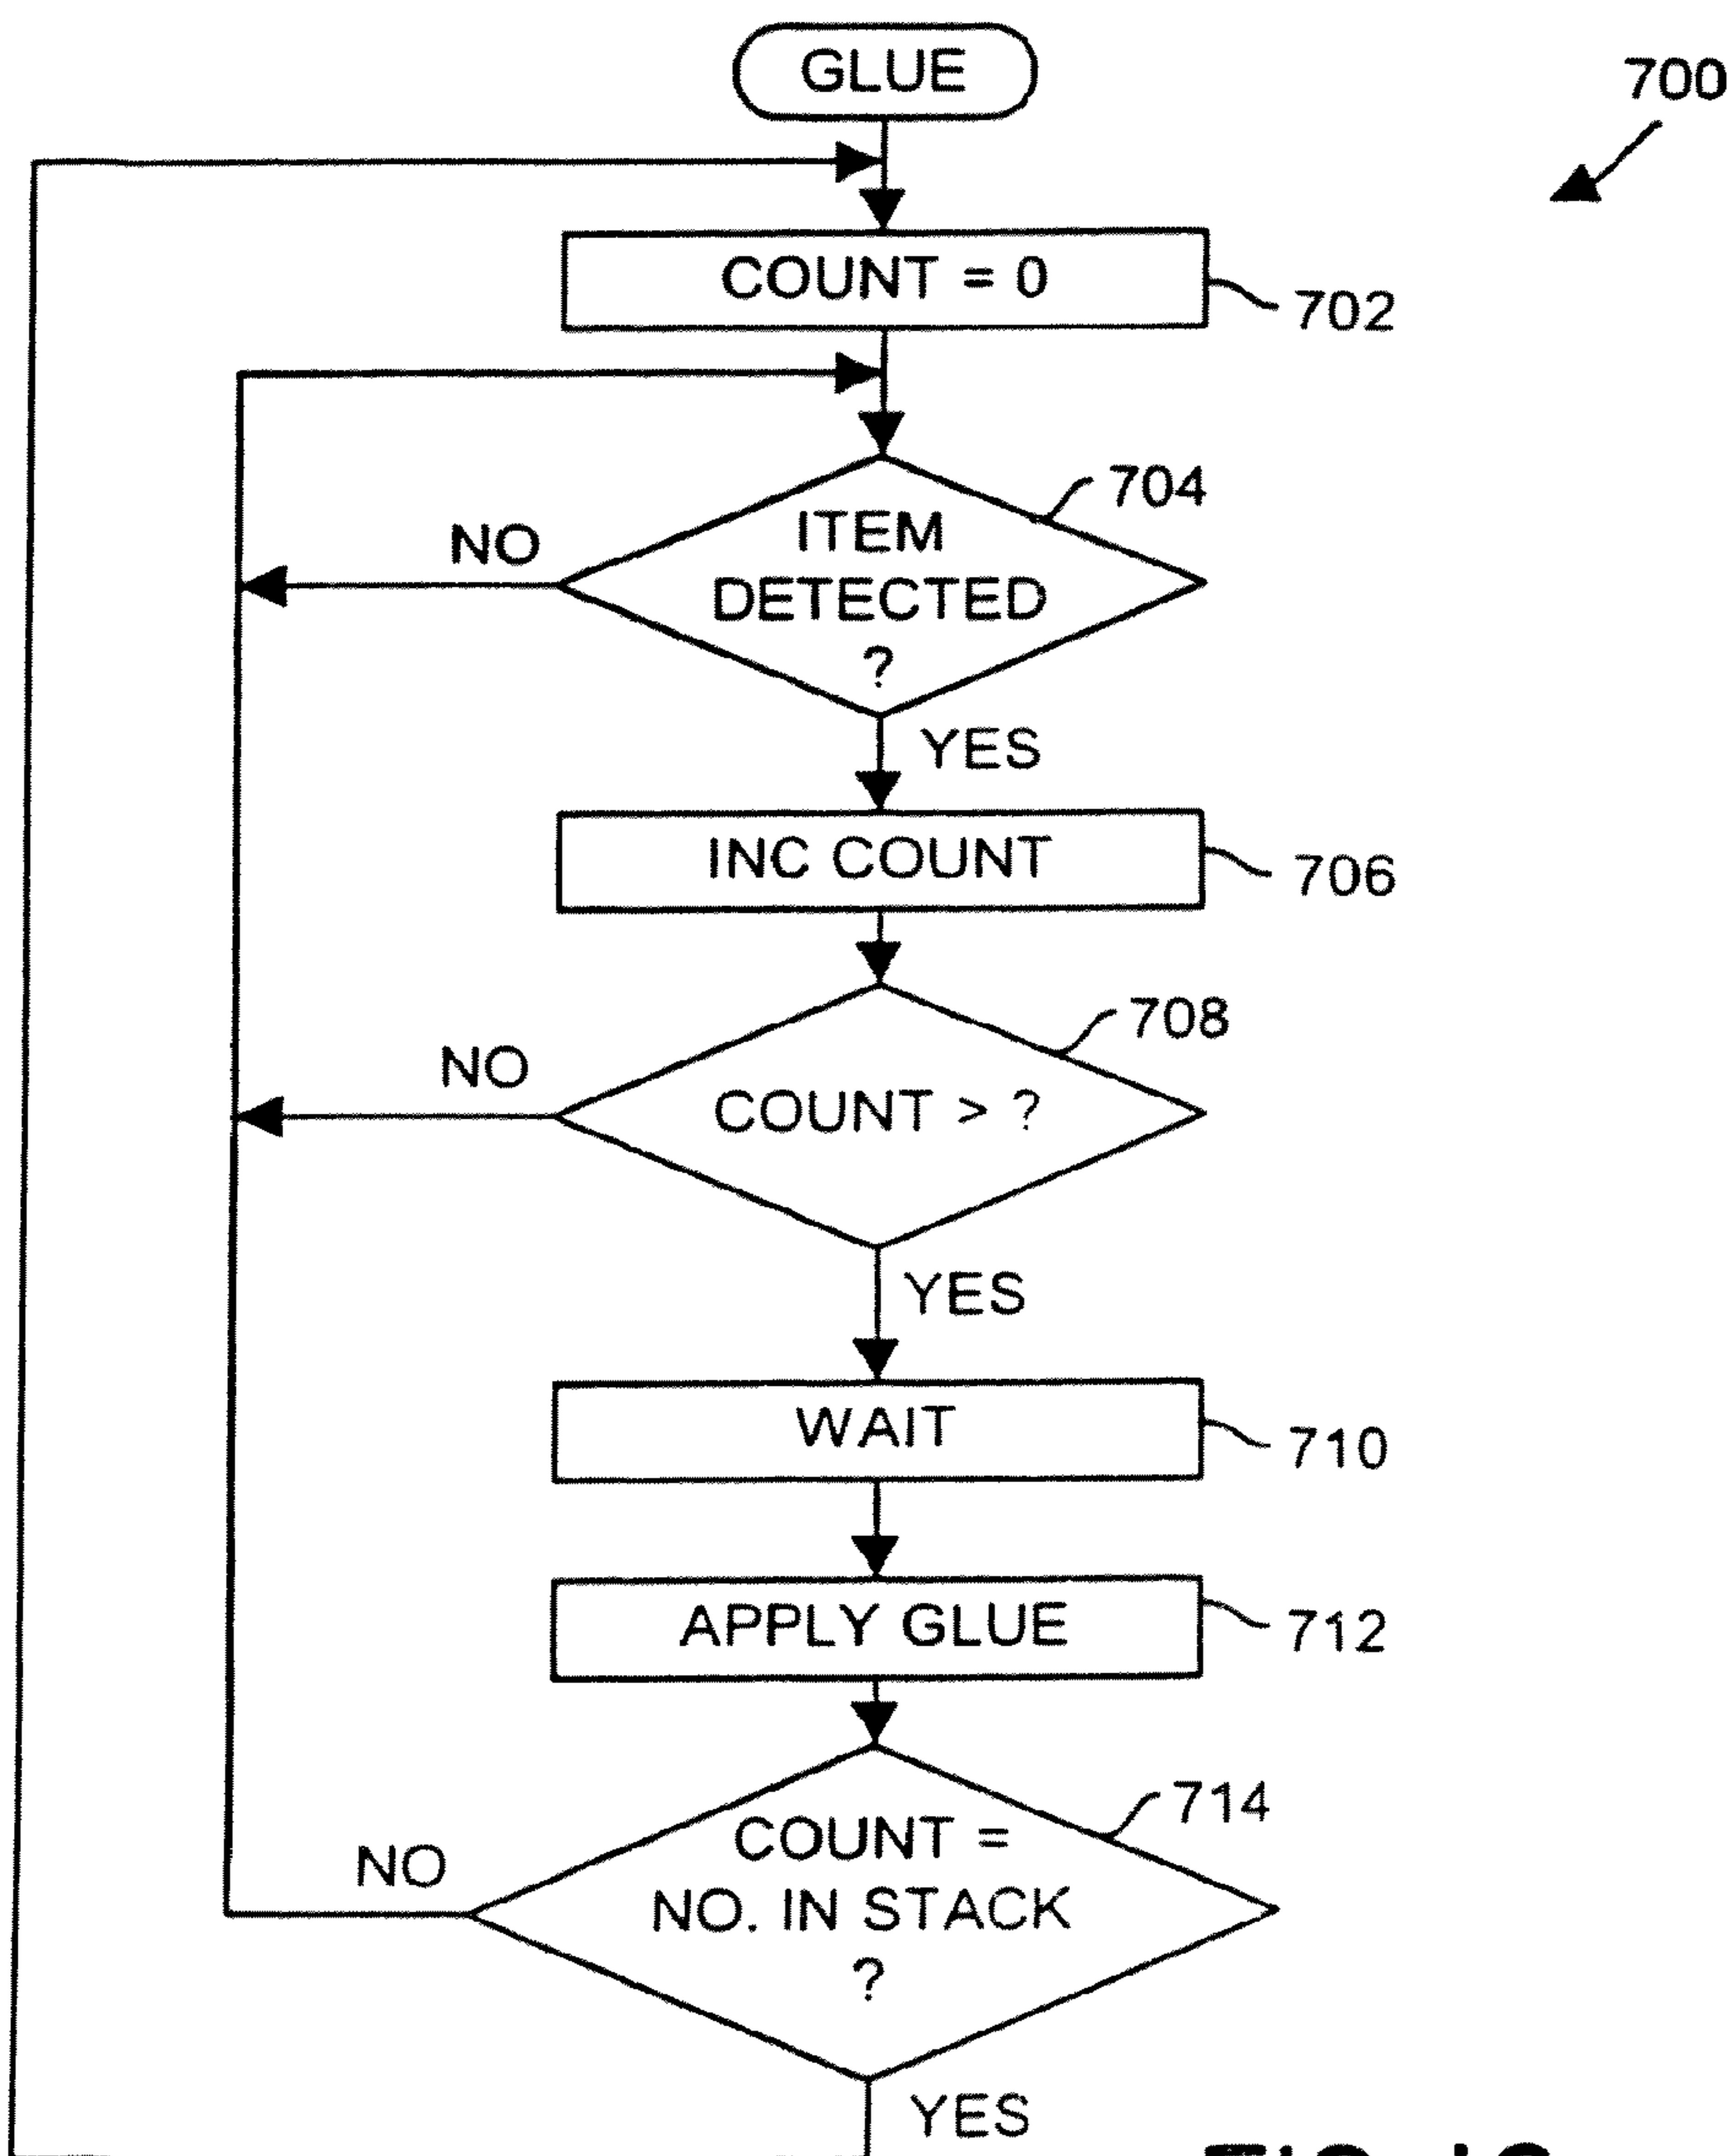 GLUE
700
COUNT = 0
702
704
ITEM
DETECTED
?
NO
YES
INC COUNT
706
708
NO
COUNT > ?
YES
WAIT
710
APPLY GLUE
712
714
COUNT =
NO. IN STACK
?
NO
YES